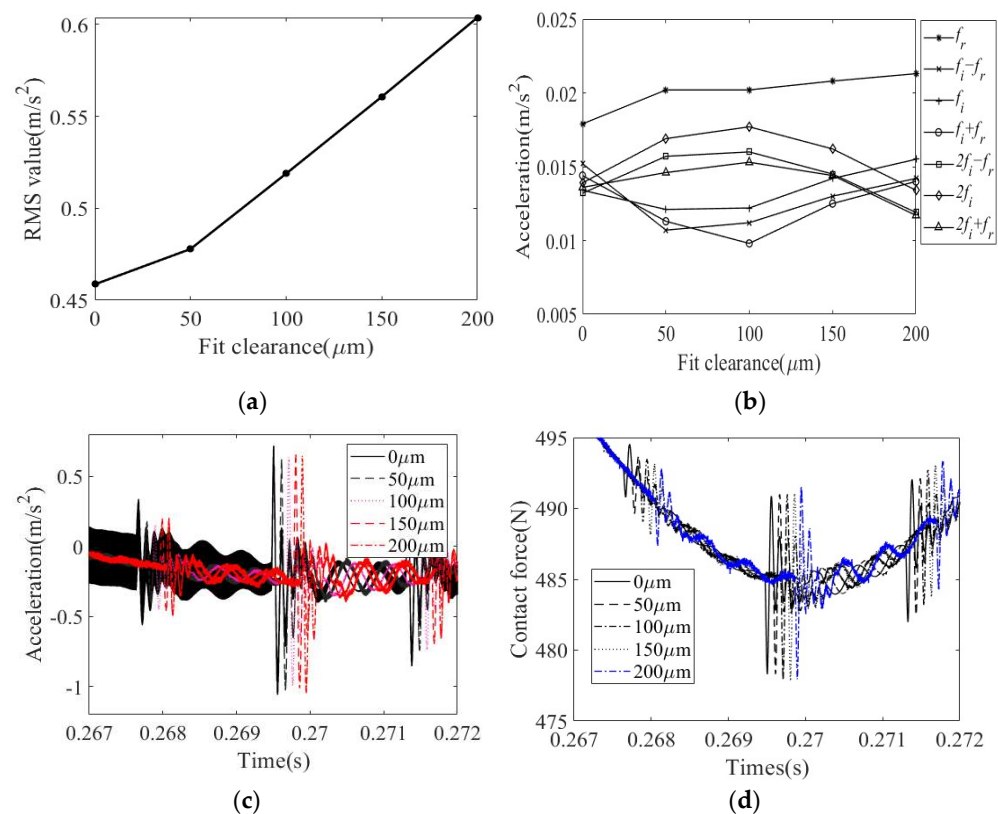 0.6
0.55
0.5
0.45
RMS value(m/s²)
0 50 100 150 200
Fit clearance(μm)
(a)
0.025
0.02
0.015
0.01
0.005
Acceleration(m/s²)
0 50 100 150 200
Fit clearance(μm)
f_r
f_i−f_r
f_i
f_i+f_r
2f_i−f_r
2f_i
2f_i+f_r
(b)
0.5
0
-0.5
-1
Acceleration(m/s²)
0.267 0.268 0.269 0.27 0.271 0.272
Time(s)
0μm
50μm
100μm
150μm
200μm
(c)
495
490
485
480
475
Contact force(N)
0.267 0.268 0.269 0.27 0.271 0.272
Times(s)
0μm
50μm
100μm
150μm
200μm
(d)